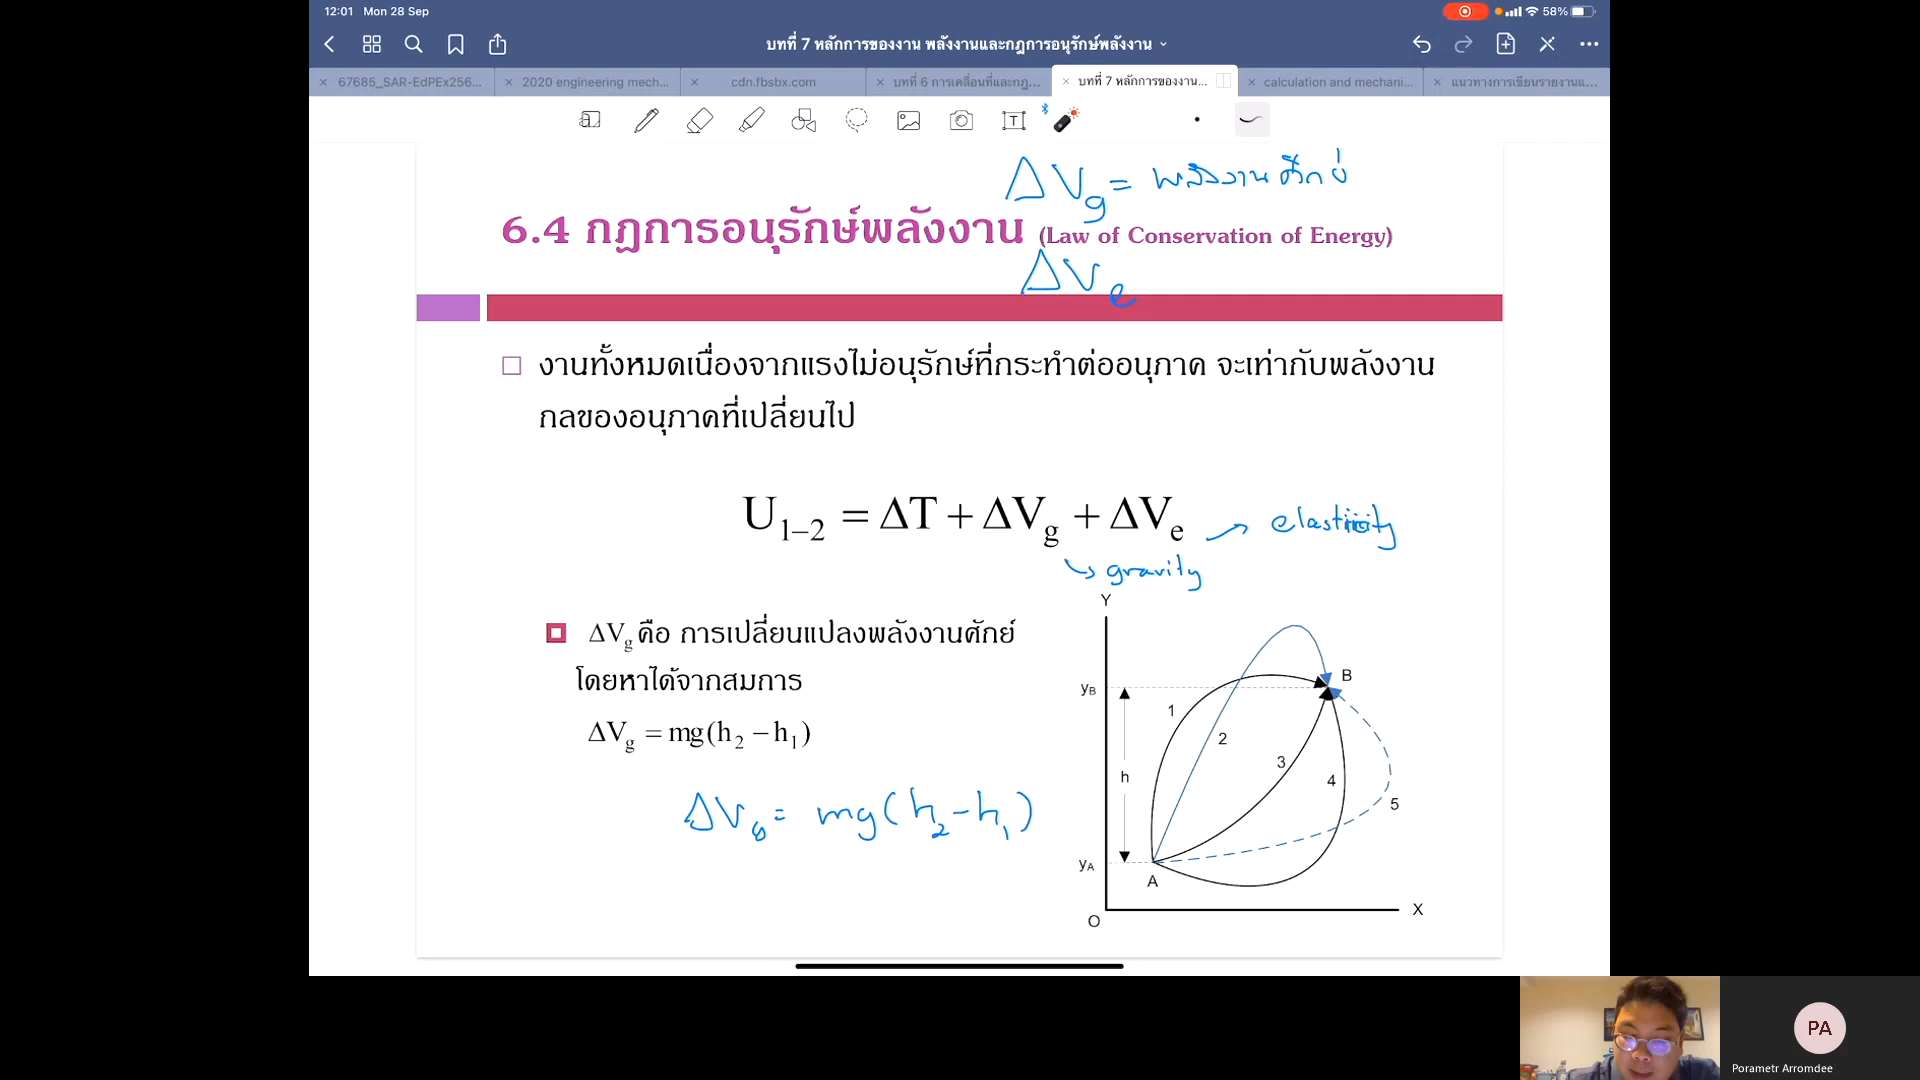 12:01 Mon 28 Sep
58%
บทที่ 7 หลักการของงาน พลังงานและกฎการอนุรักษ์พลังงาน
67685_SAR-EdPEx256...
2020 engineering mech...
cdn.fbsbx.com
บทที่ 6 การเคลื่อนที่และกฎ...
บทที่ 7 หลักการของงาน...
calculation and mechani...
แนวทางการเขียนรายงานแ...
ΔVg = พลังงานศักย์
6.4 กฎการอนุรักษ์พลังงาน (Law of Conservation of Energy)
ΔVe
งานทั้งหมดเนื่องจากแรงไม่อนุรักษ์ที่กระทำต่ออนุภาค จะเท่ากับพลังงาน
กลของอนุภาคที่เปลี่ยนไป
U1–2 = ΔT + ΔVg + ΔVe
elasticity
gravity
ΔVg คือ การเปลี่ยนแปลงพลังงานศักย์
โดยหาได้จากสมการ
ΔVg = mg(h2 – h1)
ΔVg = mg(h2 – h1)
Y
yB
B
1
2
3
4
5
h
yA
A
O
X
PA
Porametr Arromdee